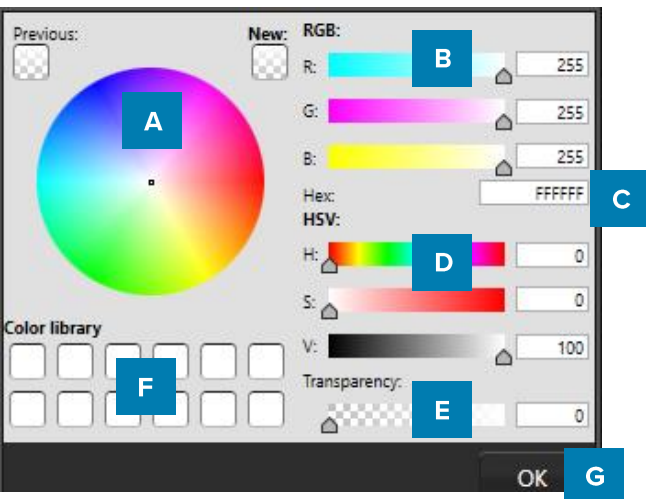 Previous:
New:
A
RGB:
R:
B
255
G:
255
B:
255
Hex:
FFFFFF
C
HSV:
H:
D
0
S:
0
V:
100
Color library
F
Transparency:
E
0
OK
G